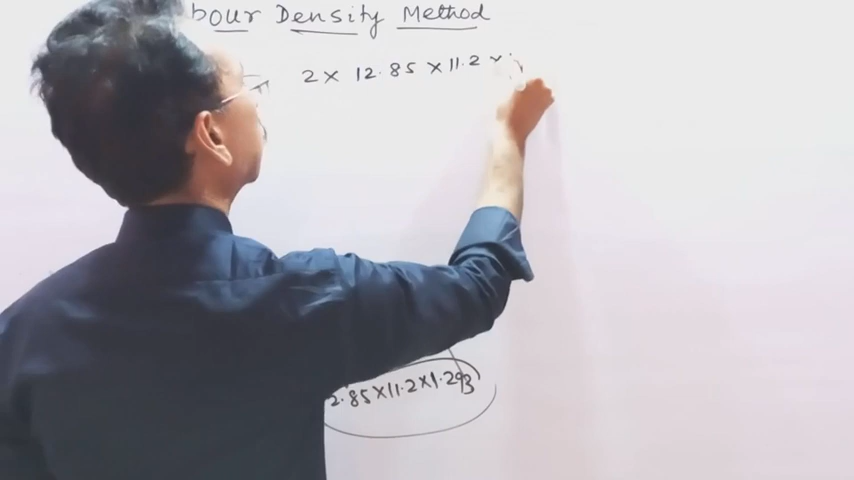 bour Density Method
2 × 12.85 × 11.2 ×
2.85×11.2×1.293